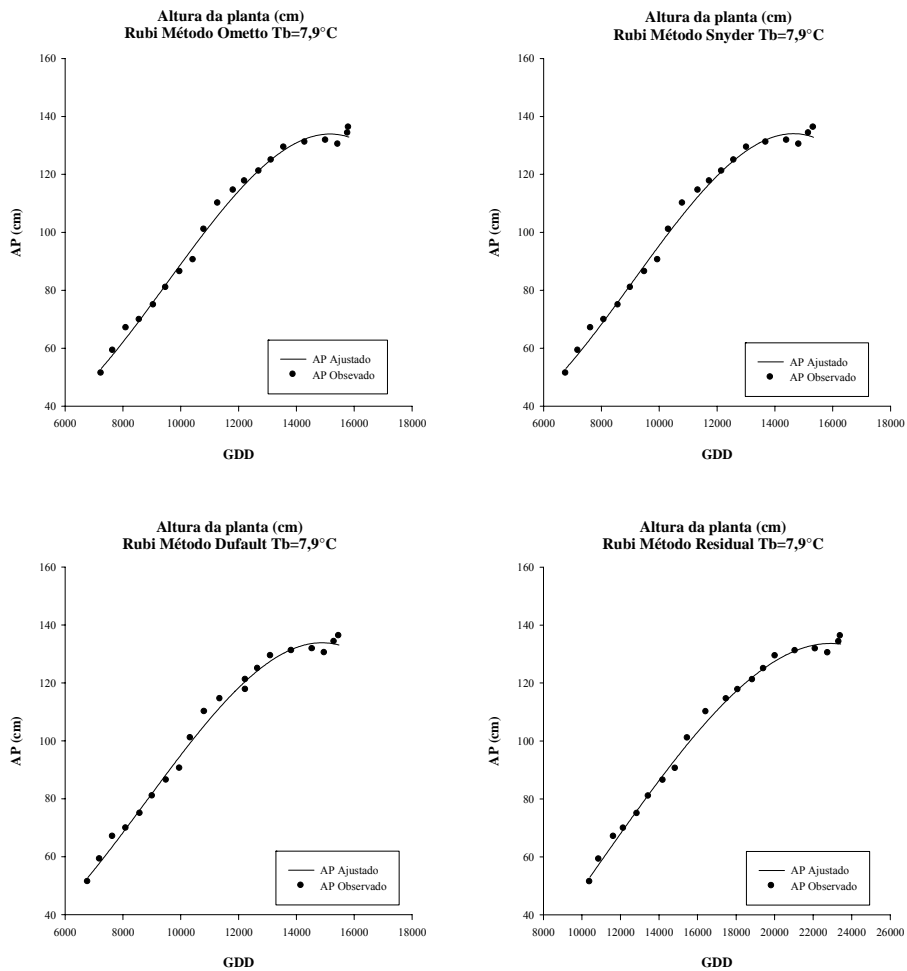 Altura da planta (cm)
Rubi Método Ometto Tb=7,9°C
160
140
120
100
80
60
40
AP (cm)
AP Ajustado
AP Obsevado
6000 8000 10000 12000 14000 16000 18000
GDD
Altura da planta (cm)
Rubi Método Snyder Tb=7,9°C
160
140
120
100
80
60
40
AP (cm)
AP Ajustado
AP Observado
6000 8000 10000 12000 14000 16000 18000
GDD
Altura da planta (cm)
Rubi Método Dufault Tb=7,9°C
160
140
120
100
80
60
40
AP (cm)
AP Ajustado
AP Observado
6000 8000 10000 12000 14000 16000 18000
GDD
Altura da planta (cm)
Rubi Método Residual Tb=7,9°C
160
140
120
100
80
60
40
AP (cm)
AP Ajustado
AP Observado
8000 10000 12000 14000 16000 18000 20000 22000 24000 26000
GDD